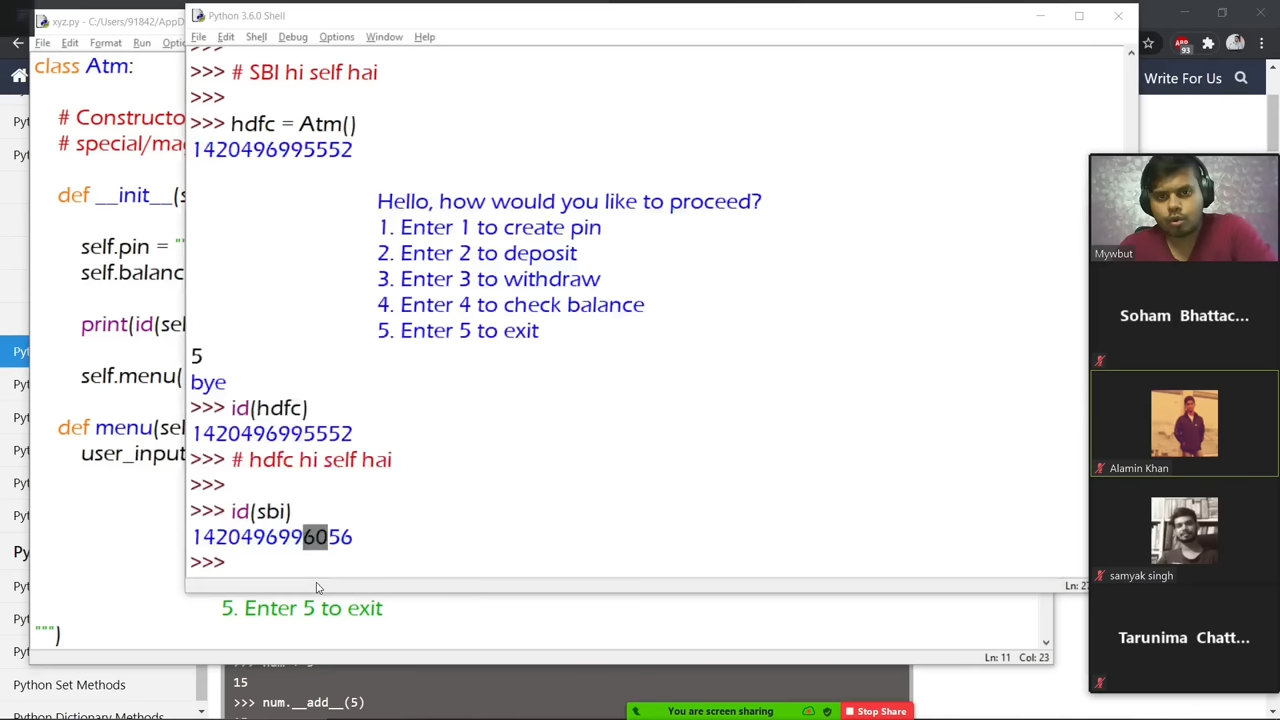 xyz.py - C:/Users/91842/AppD
File Edit Format Run Optic
class Atm:
# Constructo
# special/ma
def __init__(s
self.pin = ""
self.balanc
print(id(sel
self.menu(
def menu(sel
user_input
5. Enter 5 to exit
""")
Ln: 11 Col: 23
Python 3.6.0 Shell
File Edit Shell Debug Options Window Help
>>>
>>> # SBI hi self hai
>>>
>>> hdfc = Atm()
1420496995552
Hello, how would you like to proceed?
1. Enter 1 to create pin
2. Enter 2 to deposit
3. Enter 3 to withdraw
4. Enter 4 to check balance
5. Enter 5 to exit
5
bye
>>> id(hdfc)
1420496995552
>>> # hdfc hi self hai
>>>
>>> id(sbi)
1420496996056
>>>
Ln: 27
Write For Us
93
Mywbut
Soham Bhattac...
Alamin Khan
samyak singh
Tarunima Chatt...
Python Set Methods
Python Dictionary Methods
15
>>> num.__add__(5)
You are screen sharing
Stop Share